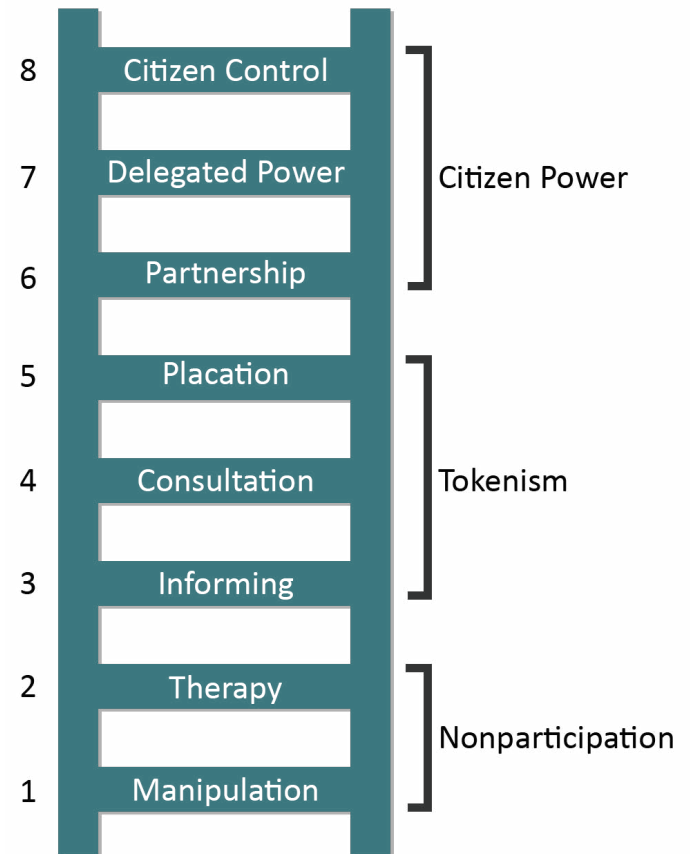 8 Citizen Control
7 Delegated Power
Citizen Power
6 Partnership
5 Placation
4 Consultation
Tokenism
3 Informing
2 Therapy
Nonparticipation
1 Manipulation